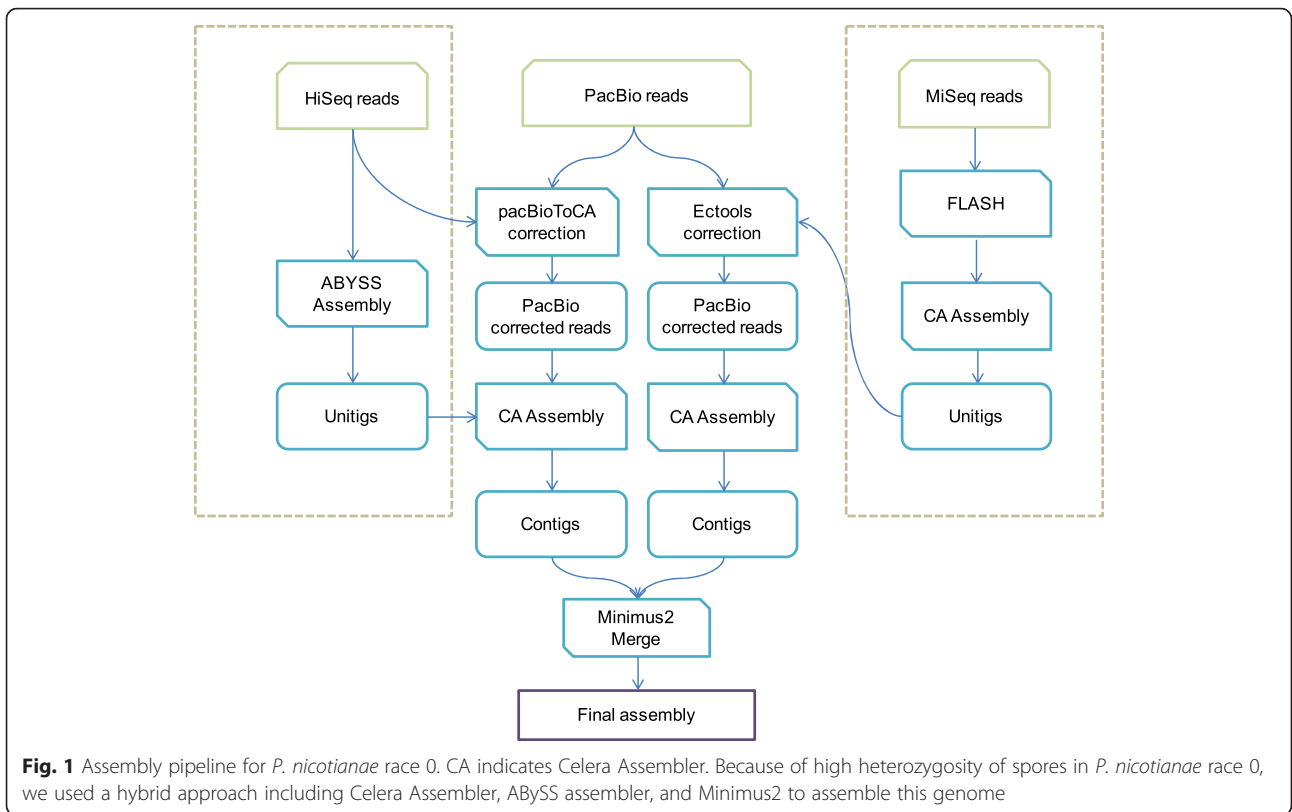 HiSeq reads
PacBio reads
MiSeq reads
pacBioToCA
correction
Ectools
correction
FLASH
ABYSS
Assembly
PacBio
corrected reads
PacBio
corrected reads
CA Assembly
Unitigs
CA Assembly
CA Assembly
Unitigs
Contigs
Contigs
Minimus2
Merge
Final assembly
Fig. 1 Assembly pipeline for P. nicotianae race 0. CA indicates Celera Assembler. Because of high heterozygosity of spores in P. nicotianae race 0,
we used a hybrid approach including Celera Assembler, ABySS assembler, and Minimus2 to assemble this genome